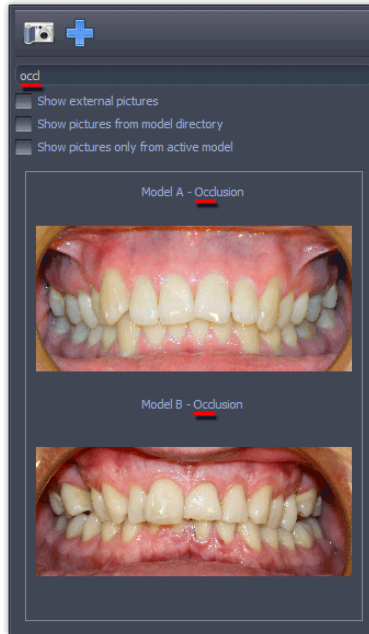 occl
Show external pictures
Show pictures from model directory
Show pictures only from active model
Model A - Occlusion
Model B - Occlusion